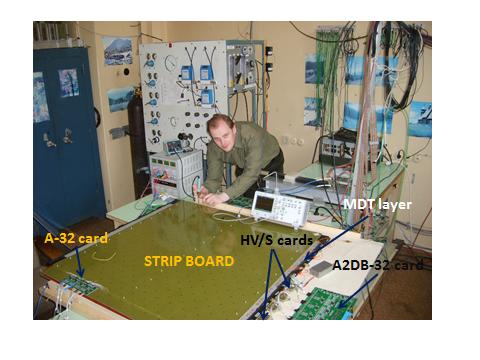 MDT layer
A-32 card
HV/S cards
STRIP BOARD
A2DB-32 card